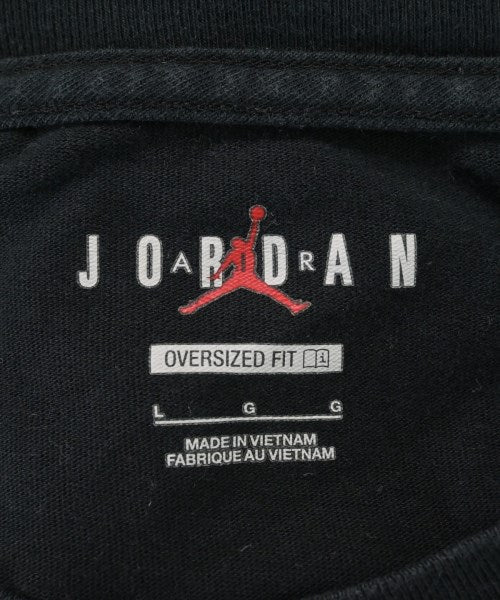 JORDAN
AIR
OVERSIZED FIT
L G G
MADE IN VIETNAM
FABRIQUE AU VIETNAM